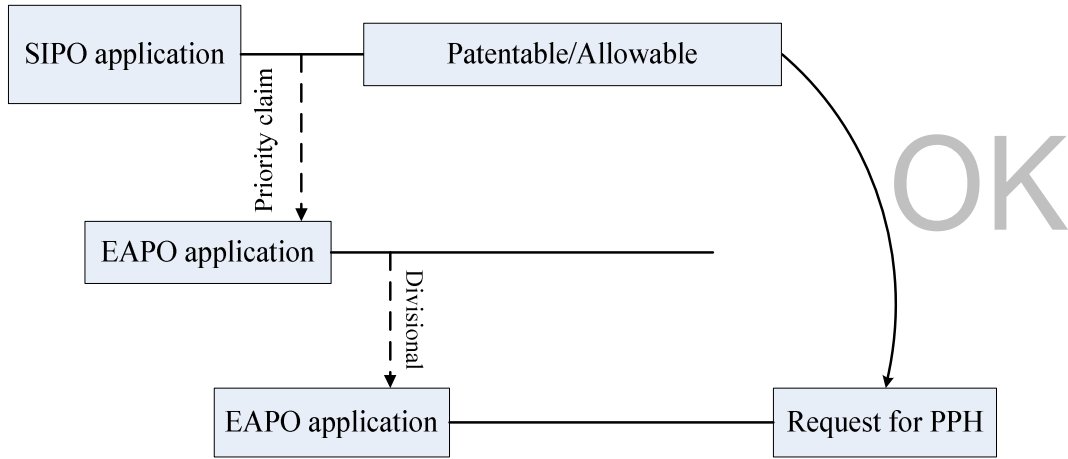 SIPO application
Patentable/Allowable
Priority claim
OK
EAPO application
Divisional
EAPO application
Request for PPH